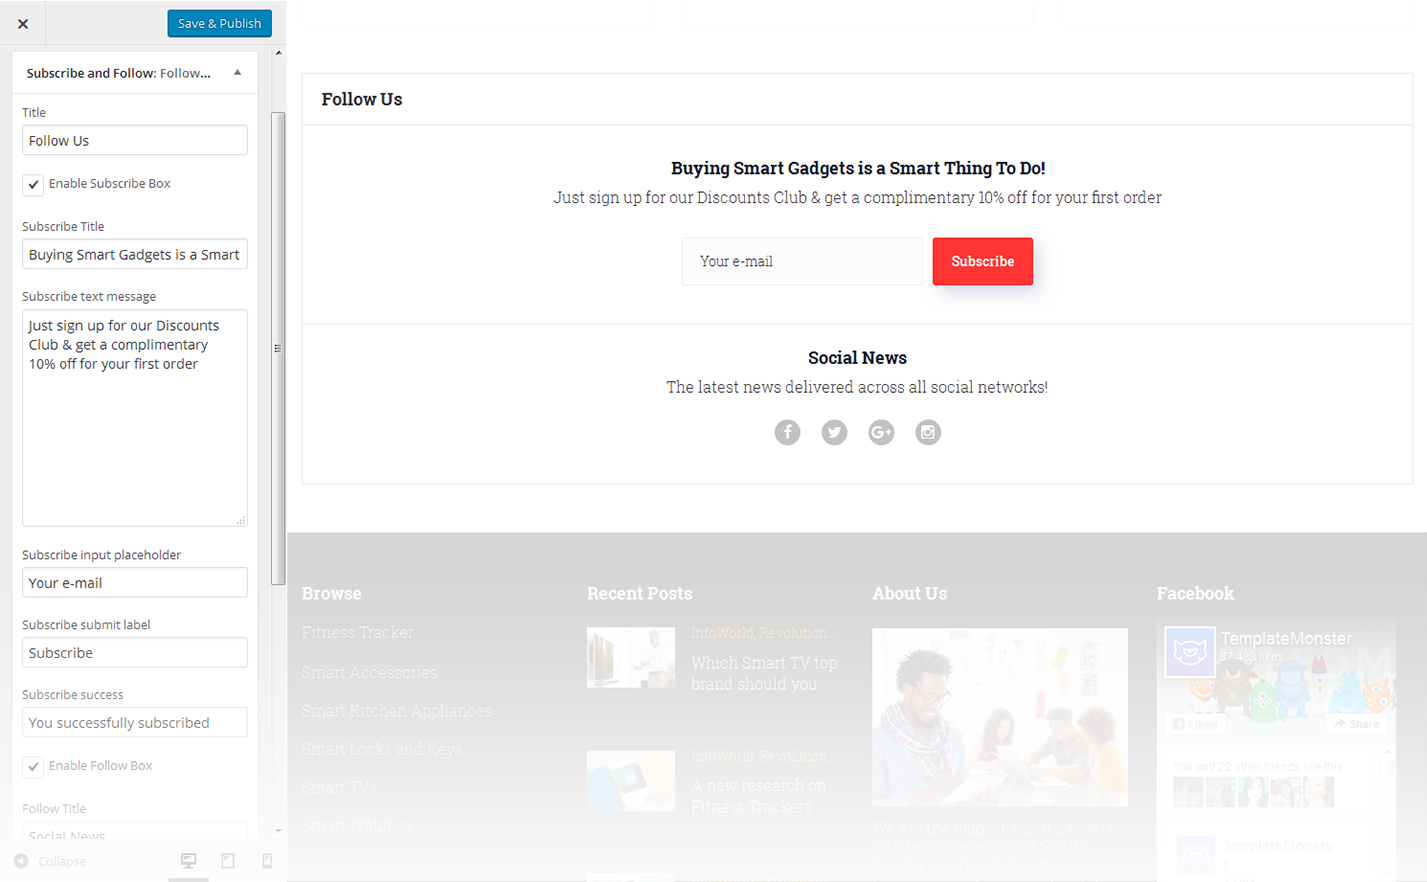 Save & Publish
Subscribe and Follow: Follow...
Title
Follow Us
Enable Subscribe Box
Subscribe Title
Buying Smart Gadgets is a Smart
Subscribe text message
Just sign up for our Discounts
Club & get a complimentary
10% off for your first order
Subscribe input placeholder
Your e-mail
Subscribe submit label
Subscribe
Subscribe success
You successfully subscribed
Enable Follow Box
Follow Title
Social News
Collapse
Follow Us
Buying Smart Gadgets is a Smart Thing To Do!
Just sign up for our Discounts Club & get a complimentary 10% off for your first order
Your e-mail
Subscribe
Social News
The latest news delivered across all social networks!
Browse
Fitness Tracker
Smart Accessories
Smart Kitchen Appliances
Smart Locks and Keys
Smart TVs
Smart Watches
Recent Posts
InfoWorld, Revolution...
Which Smart TV top
brand should you
InfoWorld, Revolution...
A new research on
Fitness Trackers
About Us
We are the biggest smart gadgets
retailer in the whole of South
Dakota and the Midwest. Our
Facebook
TemplateMonster
87,488 likes
Liked
Share
You and 22 other friends like this
TemplateMonster